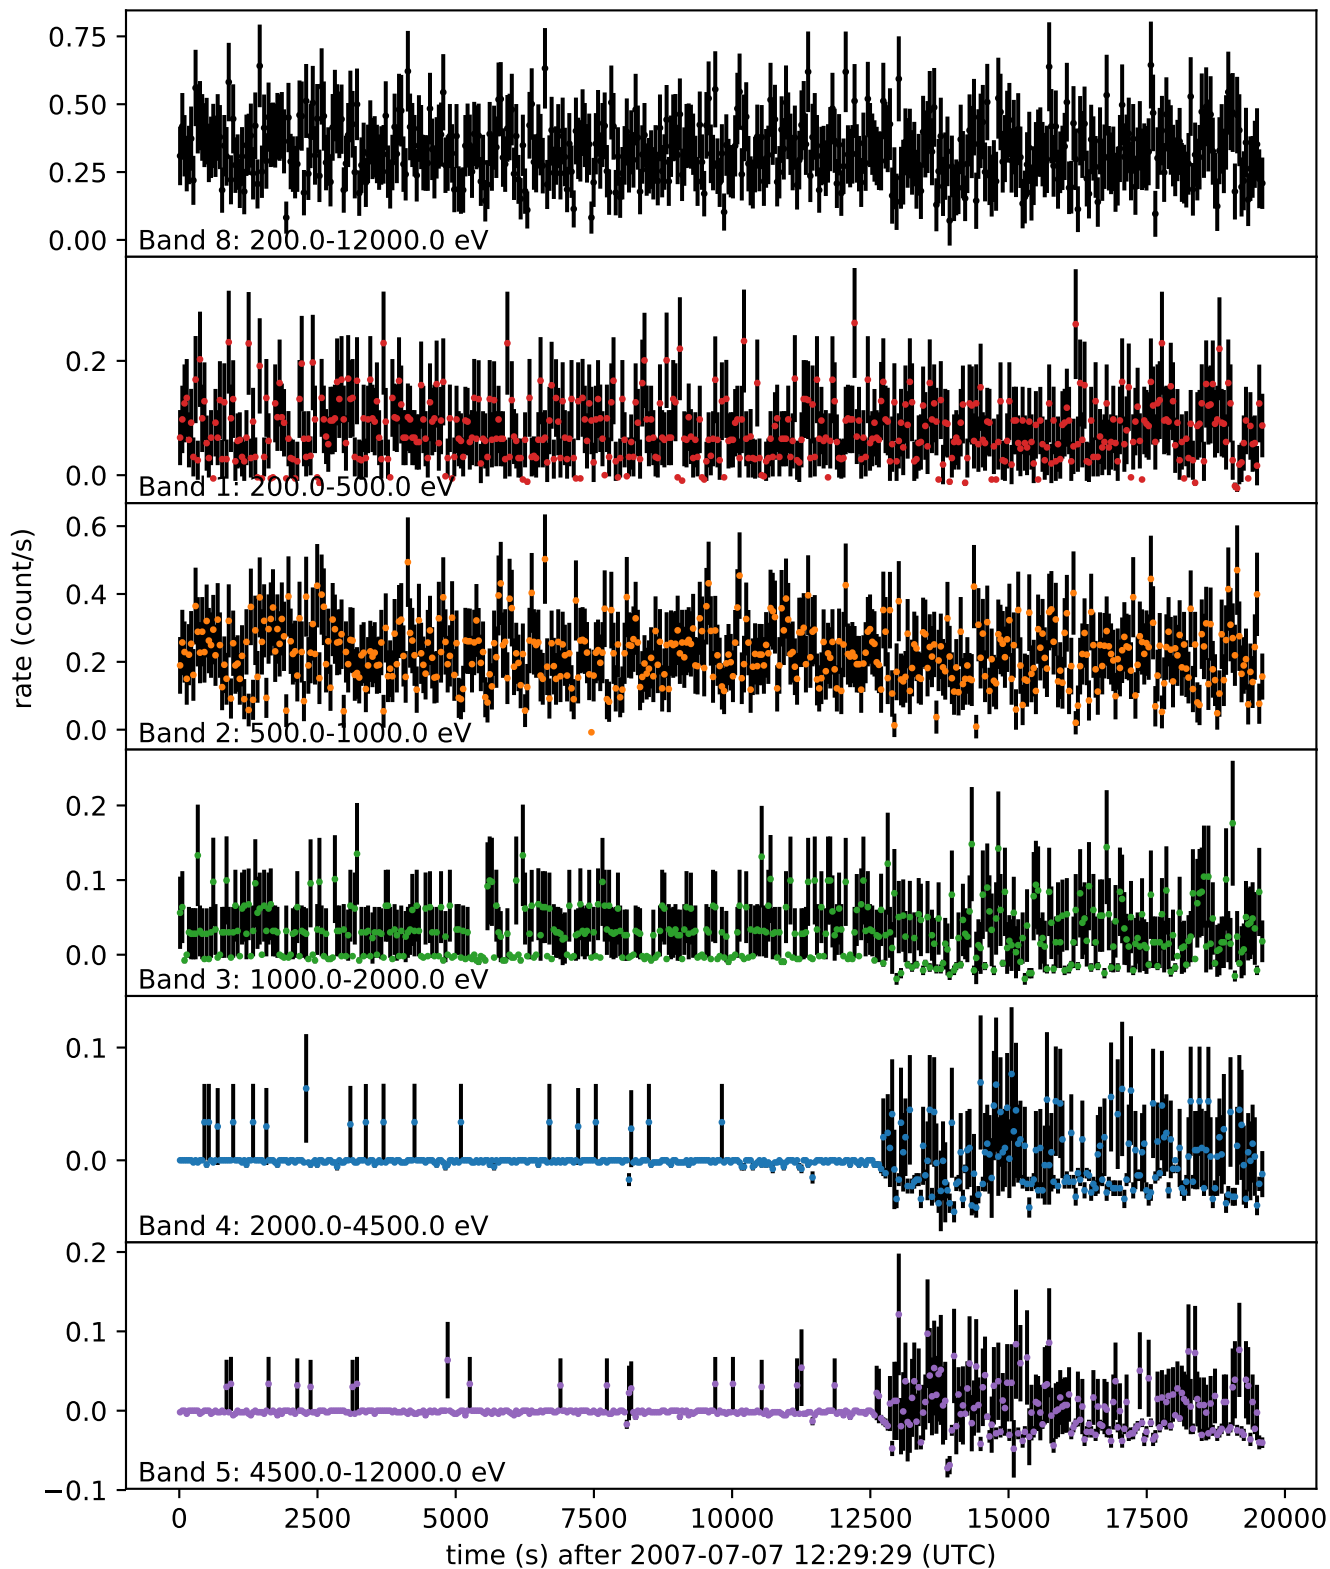 0.75
0.50
0.25
0.00
Band 8: 200.0-12000.0 eV
0.2
0.0
Band 1: 200.0-500.0 eV
0.6
0.4
0.2
0.0
Band 2: 500.0-1000.0 eV
rate (count/s)
0.2
0.1
0.0
Band 3: 1000.0-2000.0 eV
0.1
0.0
Band 4: 2000.0-4500.0 eV
0.2
0.1
0.0
−0.1
Band 5: 4500.0-12000.0 eV
0 2500 5000 7500 10000 12500 15000 17500 20000
time (s) after 2007-07-07 12:29:29 (UTC)